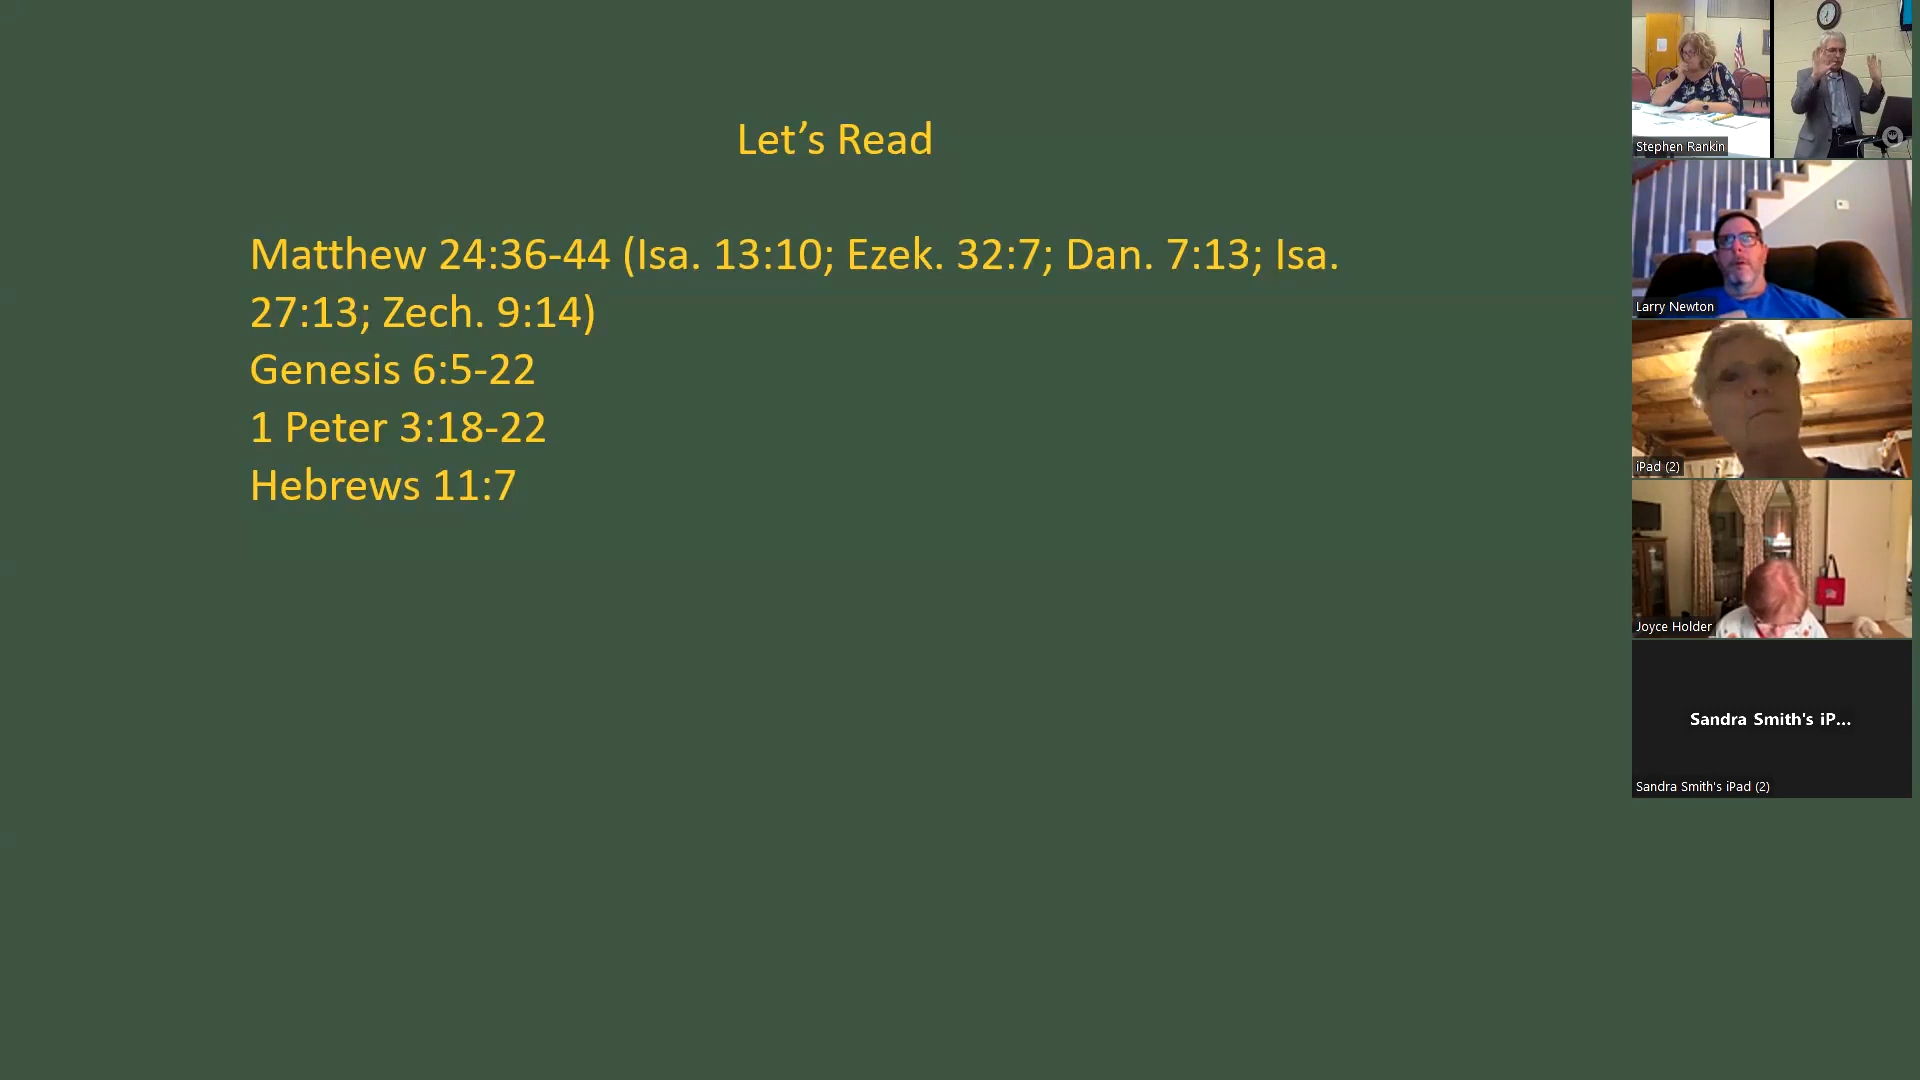 Let’s Read
Matthew 24:36-44 (Isa. 13:10; Ezek. 32:7; Dan. 7:13; Isa.
27:13; Zech. 9:14)
Genesis 6:5-22
1 Peter 3:18-22
Hebrews 11:7
Stephen Rankin
Larry Newton
iPad (2)
Joyce Holder
Sandra Smith's iP...
Sandra Smith's iPad (2)